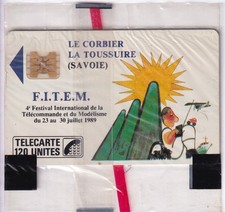 LE CORBIER
LA TOUSSUIRE
(SAVOIE)
F.I.T.E.M.
4e Festival International de la
Télécommande et du Modélisme
du 23 au 30 juillet 1989
TELECARTE
120 UNITES